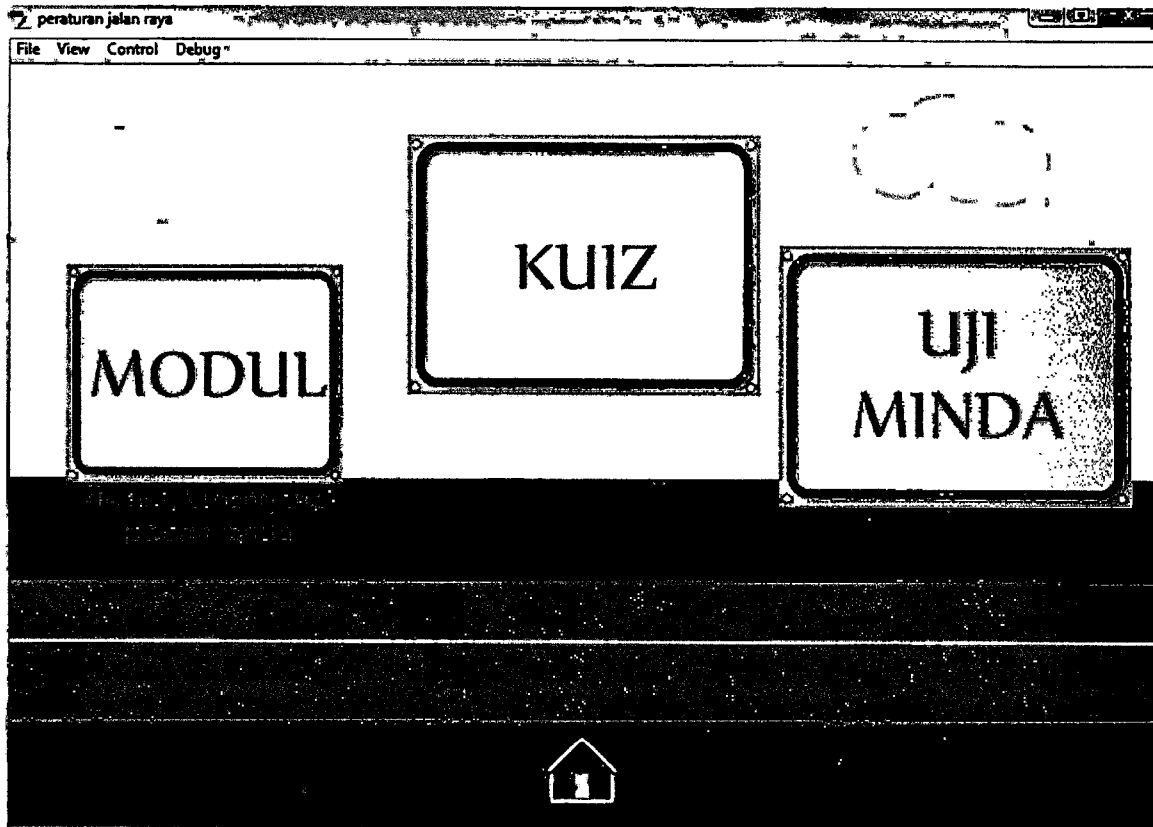 peraturan jalan raya
File View Control Debug
KUIZ
MODUL
UJI
MINDA